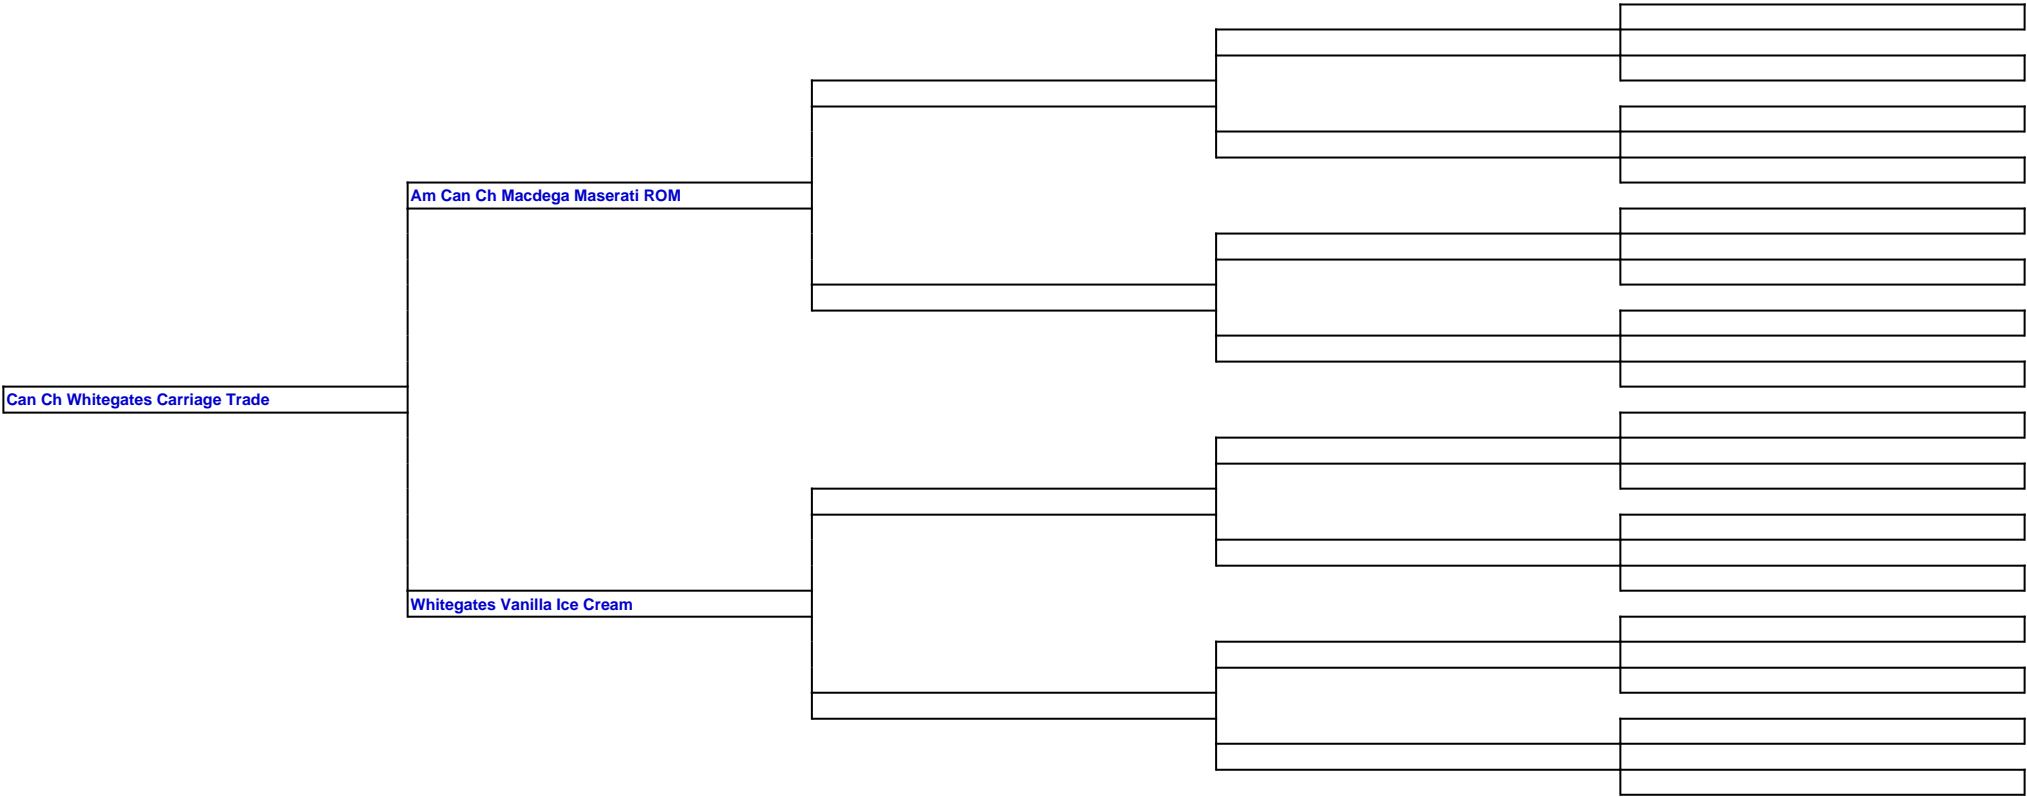 Am Can Ch Macdega Maserati ROM
Can Ch Whitegates Carriage Trade
Whitegates Vanilla Ice Cream